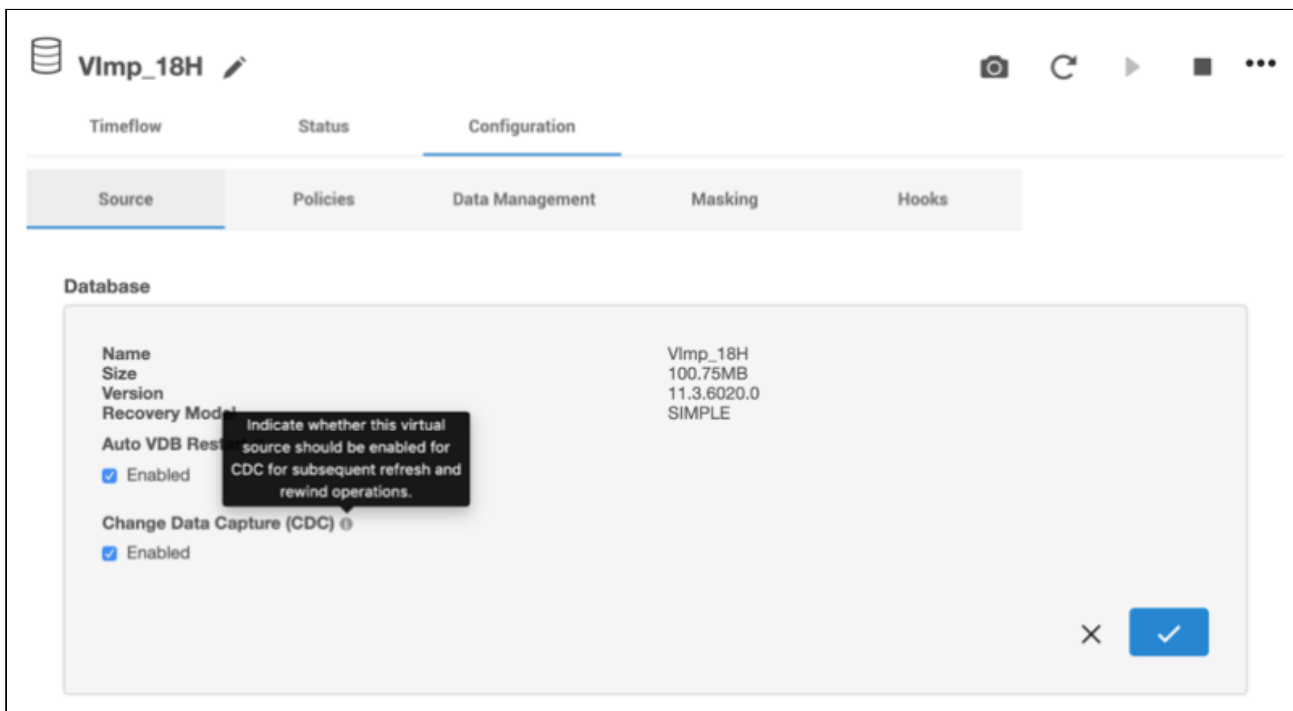 VImp_18H
Timeflow Status Configuration
Source Policies Data Management Masking Hooks
Database
Name VImp_18H
Size 100.75MB
Version 11.3.6020.0
Recovery Model SIMPLE
Indicate whether this virtual
source should be enabled for
CDC for subsequent refresh and
rewind operations.
Auto VDB Restart
Enabled
Change Data Capture (CDC)
Enabled